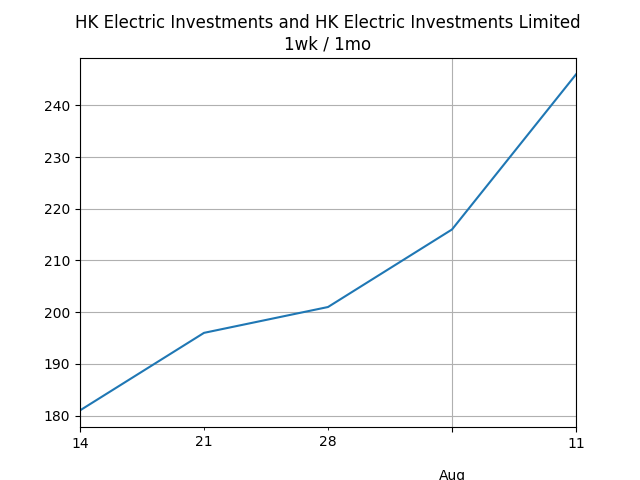 HK Electric Investments and HK Electric Investments Limited
1wk / 1mo
240
230
220
210
200
190
180
14 21 28 11
Aug